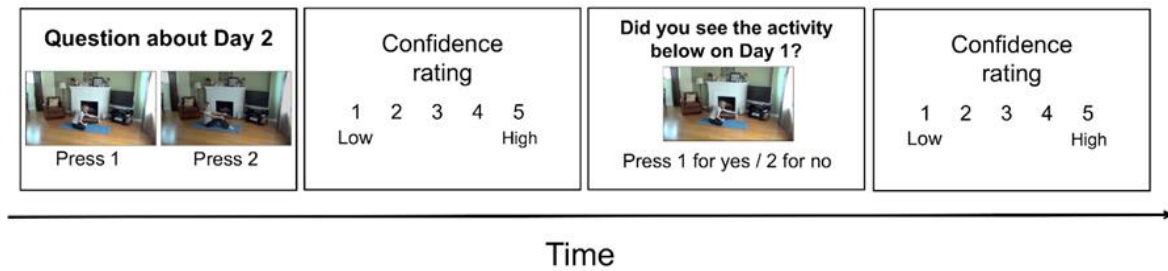 Question about Day 2
Press 1
Press 2
Confidence
rating
1 2 3 4 5
Low High
Did you see the activity
below on Day 1?
Press 1 for yes / 2 for no
Confidence
rating
1 2 3 4 5
Low High
Time